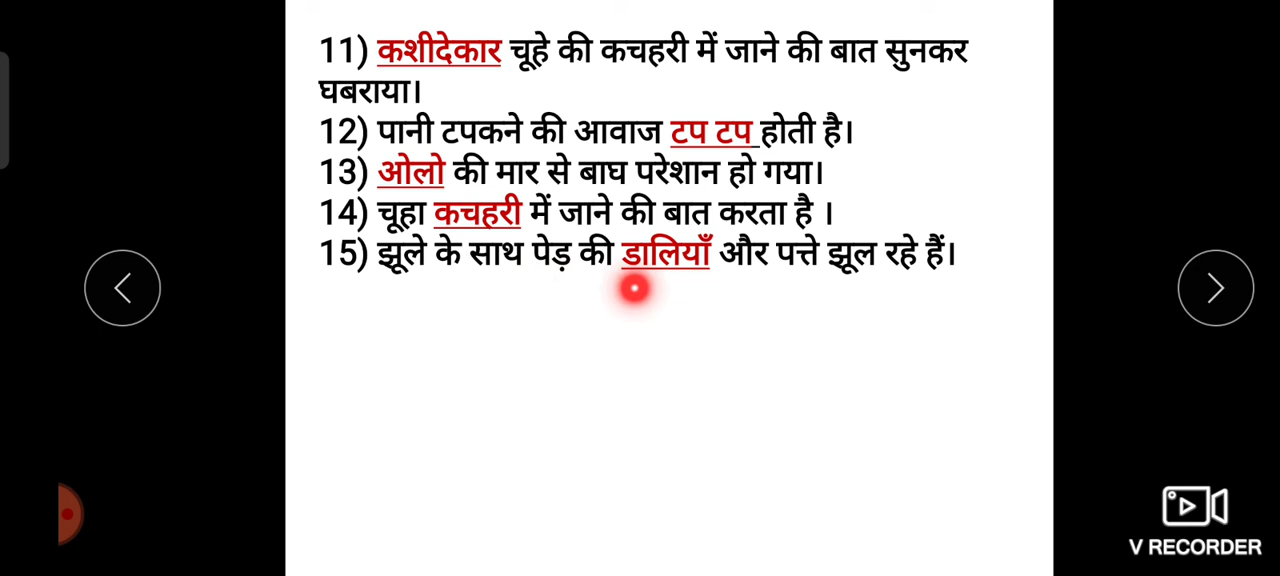 11) कशीदेकार चूहे की कचहरी में जाने की बात सुनकर
घबराया।
12) पानी टपकने की आवाज टप टप होती है।
13) ओलो की मार से बाघ परेशान हो गया।
14) चूहा कचहरी में जाने की बात करता है ।
15) झूले के साथ पेड़ की डालियाँ और पत्ते झूल रहे हैं।
V RECORDER